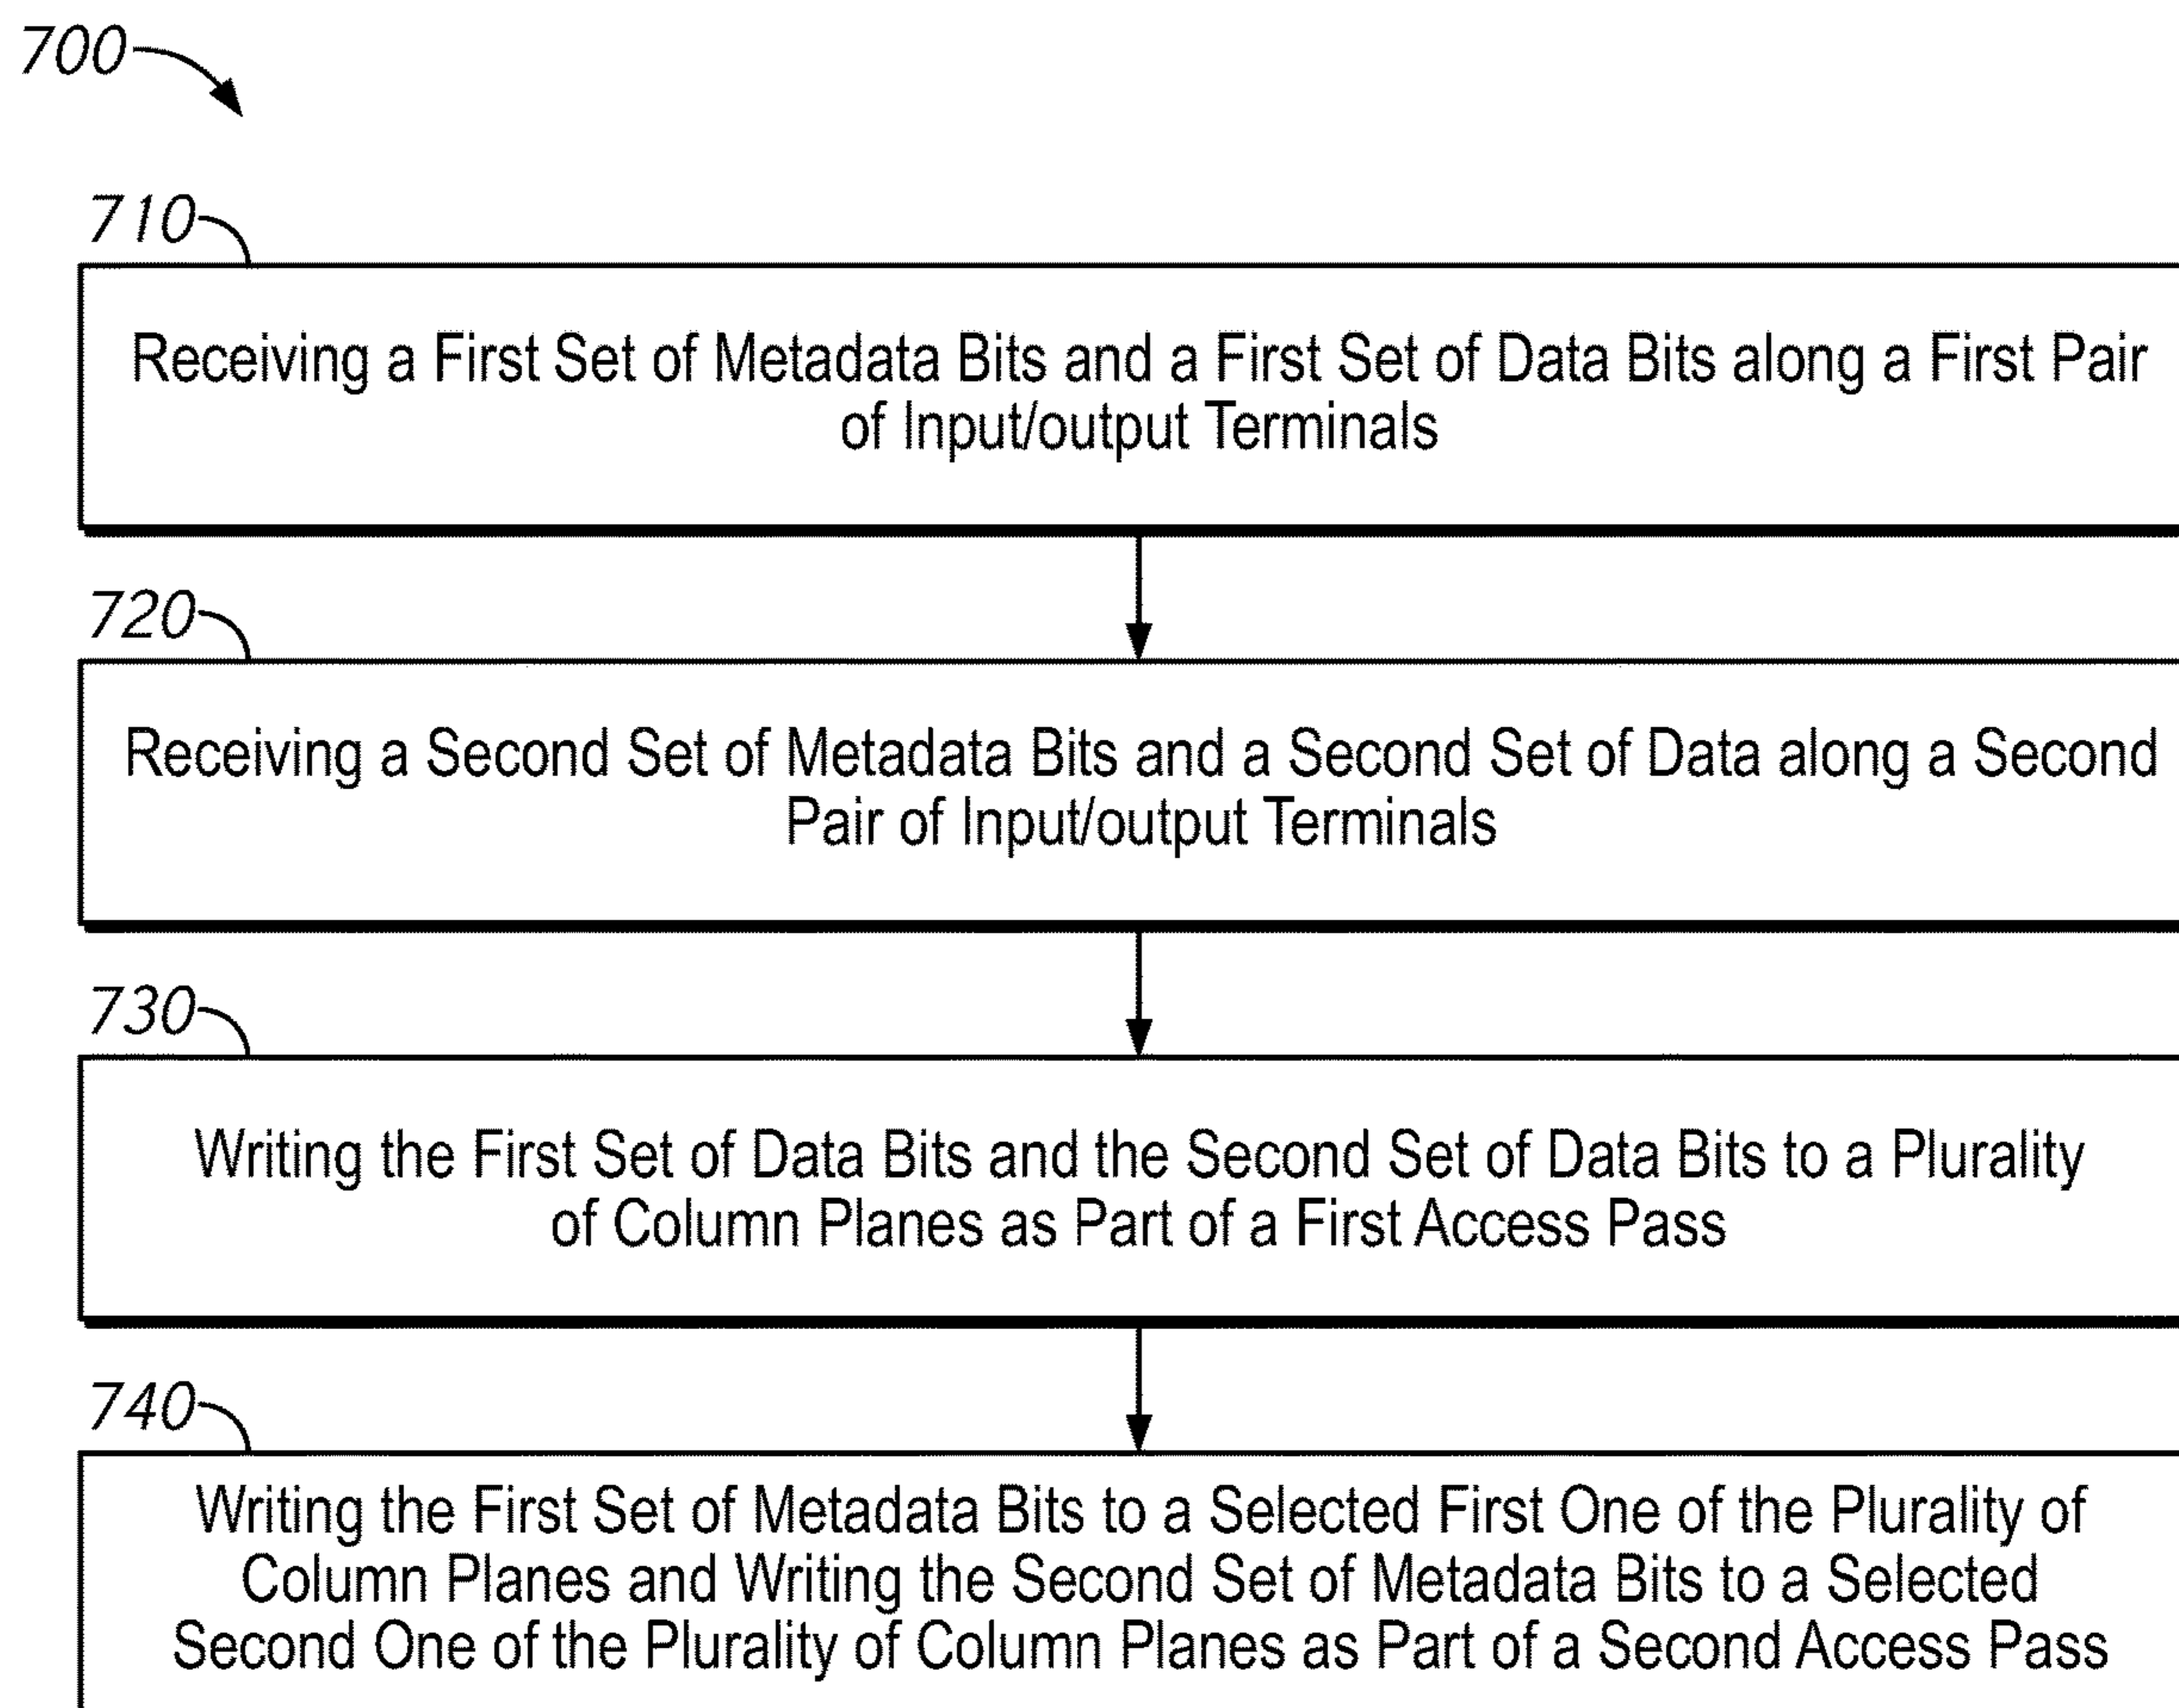 700
710
Receiving a First Set of Metadata Bits and a First Set of Data Bits along a First Pair
of Input/output Terminals
720
Receiving a Second Set of Metadata Bits and a Second Set of Data along a Second
Pair of Input/output Terminals
730
Writing the First Set of Data Bits and the Second Set of Data Bits to a Plurality
of Column Planes as Part of a First Access Pass
740
Writing the First Set of Metadata Bits to a Selected First One of the Plurality of
Column Planes and Writing the Second Set of Metadata Bits to a Selected
Second One of the Plurality of Column Planes as Part of a Second Access Pass